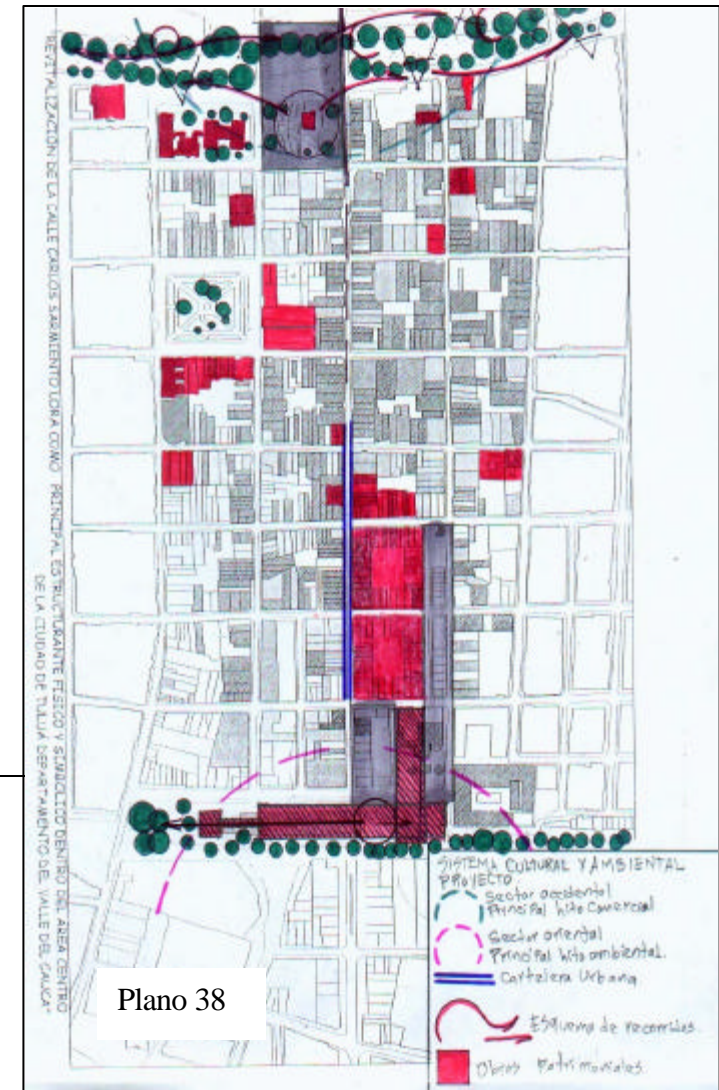 REVITALIZACIÓN DE LA CALLE CARLOS SARMIENTO LORA COMO PRINCIPAL ESTRUCTURANTE FÍSICO Y SIMBÓLICO DENTRO DEL AREA CENTRO
DE LA CIUDAD DE TULUÁ DEPARTAMENTO DEL VALLE DEL CAUCA"
Plano 38
SISTEMA CULTURAL Y AMBIENTAL
PROYECTO
Sector occidental
Principal hito Comercial
Sector oriental
Principal hito ambiental.
Cartelera Urbana
Esquema de recorridos.
Obras Patrimoniales.